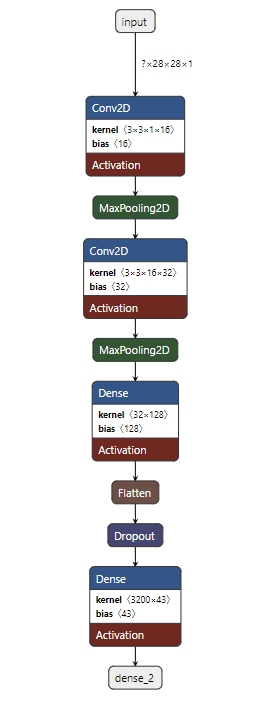 input
?×28×28×1
Conv2D
kernel 〈3×3×1×16〉
bias 〈16〉
Activation
MaxPooling2D
Conv2D
kernel 〈3×3×16×32〉
bias 〈32〉
Activation
MaxPooling2D
Dense
kernel 〈32×128〉
bias 〈128〉
Activation
Flatten
Dropout
Dense
kernel 〈3200×43〉
bias 〈43〉
Activation
dense_2